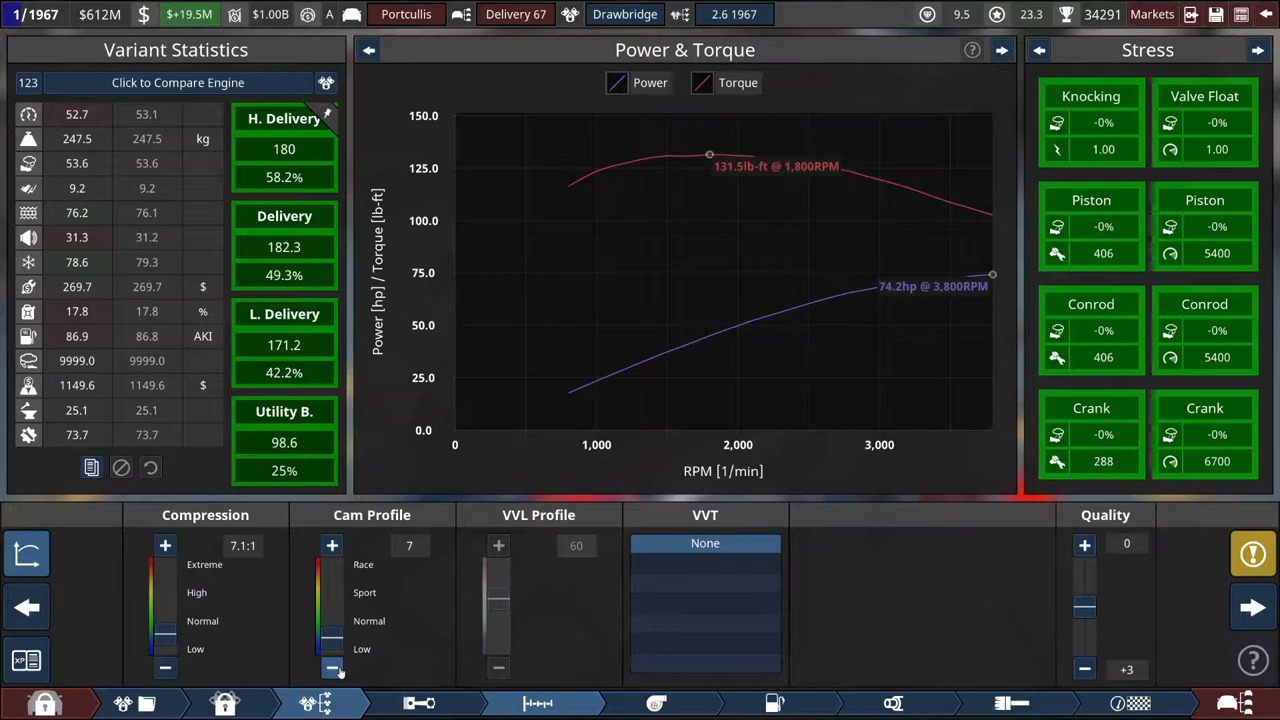 1/1967 $612M $ $+19.5M $1.00B A Portcullis Delivery 67 Drawbridge 2.6 1967 9.5 23.3 34291 Markets
Variant Statistics
123 Click to Compare Engine
52.7 53.1
247.5 247.5 kg
53.6 53.6
9.2 9.2
76.2 76.1
31.3 31.2
78.6 79.3
269.7 269.7 $
17.8 17.8 %
86.9 86.8 AKI
9999.0 9999.0
1149.6 1149.6 $
25.1 25.1
73.7 73.7
H. Delivery
180
58.2%
Delivery
182.3
49.3%
L. Delivery
171.2
42.2%
Utility B.
98.6
25%
Power & Torque ?
Power Torque
Power [hp] / Torque [lb-ft]
150.0
125.0
100.0
75.0
50.0
25.0
0.0
131.5lb-ft @ 1,800RPM
74.2hp @ 3,800RPM
0 1,000 2,000 3,000
RPM [1/min]
Stress
Knocking Valve Float
-0% -0%
1.00 1.00
Piston Piston
-0% -0%
406 5400
Conrod Conrod
-0% -0%
406 5400
Crank Crank
-0% -0%
288 6700
Compression
+ 7.1:1
Extreme
High
Normal
Low
-
Cam Profile
+ 7
Race
Sport
Normal
Low
-
VVL Profile
+ 60
-
VVT
None
Quality
+ 0
- +3
XP
!
?